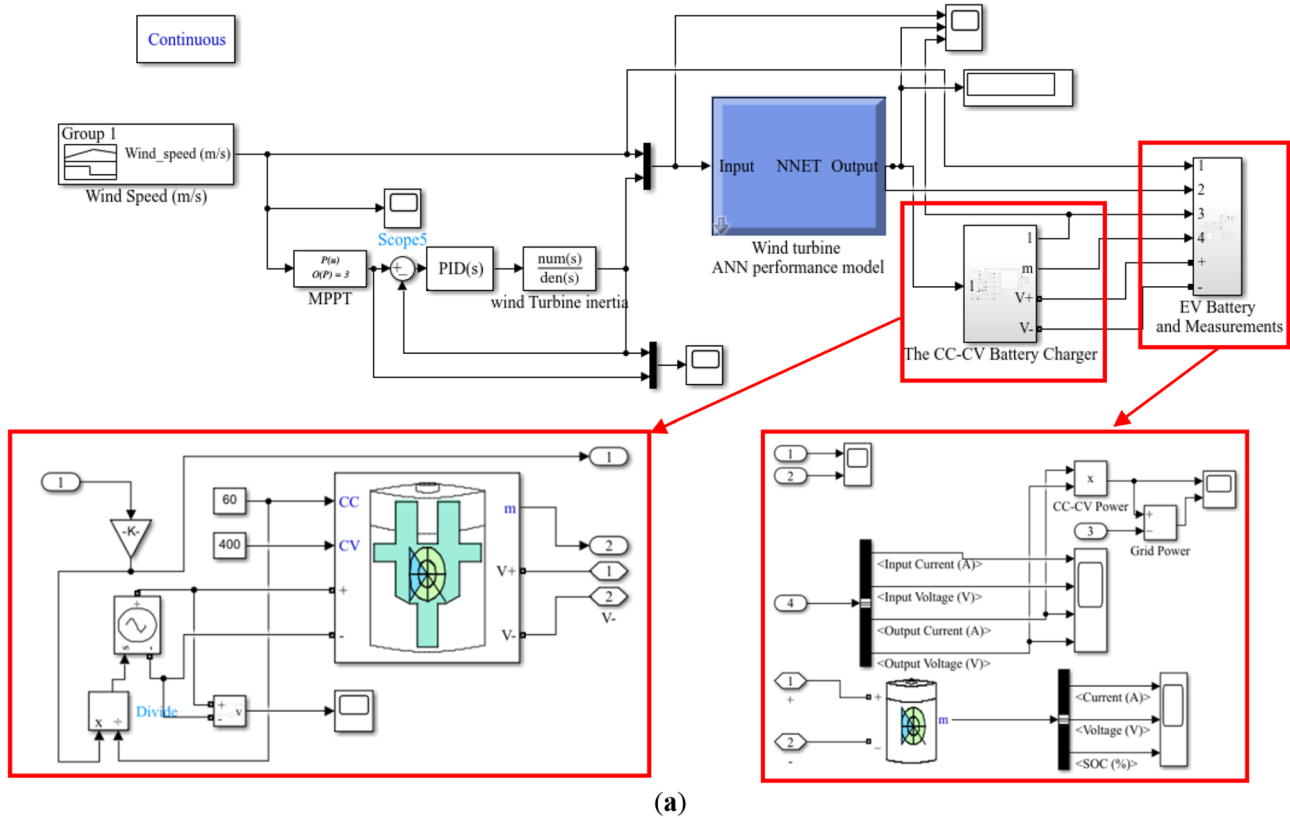 Continuous
Group 1
Wind_speed (m/s)
Wind Speed (m/s)
Scope5
P(u)
O(P) = 3
MPPT
+
−
PID(s)
num(s)
den(s)
wind Turbine inertia
Input NNET Output
Wind turbine
ANN performance model
1
1
m
V+
V-
The CC-CV Battery Charger
1
2
3
4
+
-
EV Battery
and Measurements
1
-K-
60
400
CC
CV
+
-
m
V+
V-
1
2
1
2
V-
+
s
-
x ÷
Divide
+
-
v
1
2
x
CC-CV Power
3
+
−
Grid Power
4
<Input Current (A)>
<Input Voltage (V)>
<Output Current (A)>
<Output Voltage (V)>
1
+
2
-
+
−
m
<Current (A)>
<Voltage (V)>
<SOC (%)>
(a)